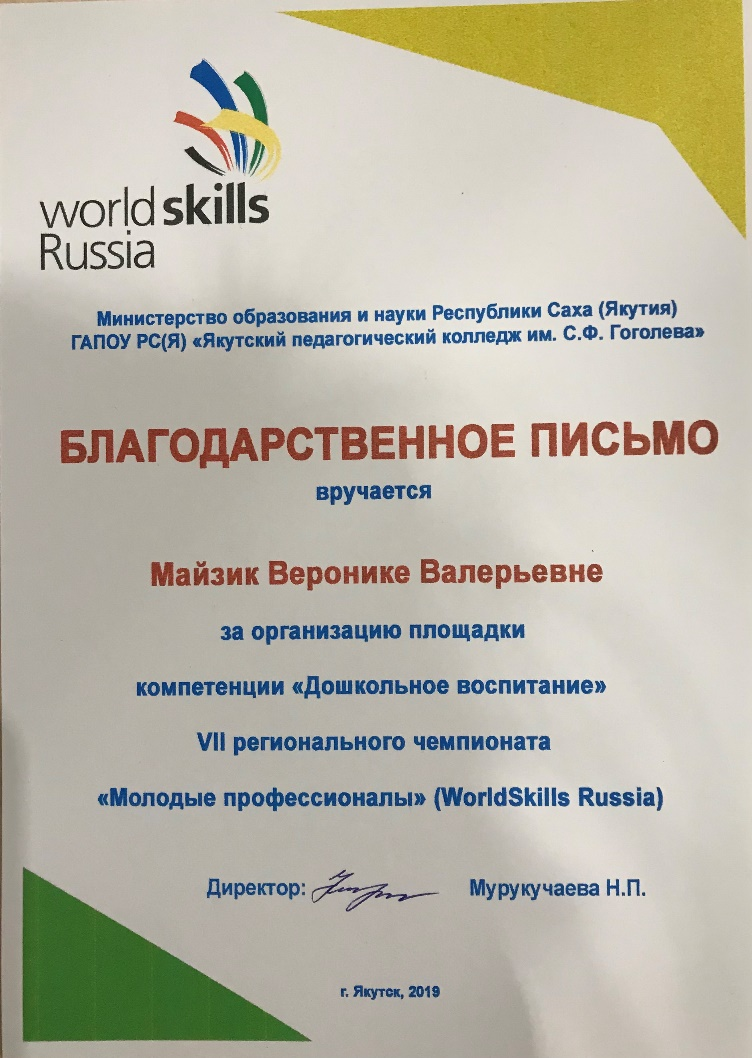 world skills
Russia
Министерство образования и науки Республики Саха (Якутия)
ГАПОУ РС(Я) «Якутский педагогический колледж им. С.Ф. Гоголева»
БЛАГОДАРСТВЕННОЕ ПИСЬМО
вручается
Майзик Веронике Валерьевне
за организацию площадки
компетенции «Дошкольное воспитание»
VII регионального чемпионата
«Молодые профессионалы» (WorldSkills Russia)
Директор: Мурукучаева Н.П.
г. Якутск, 2019